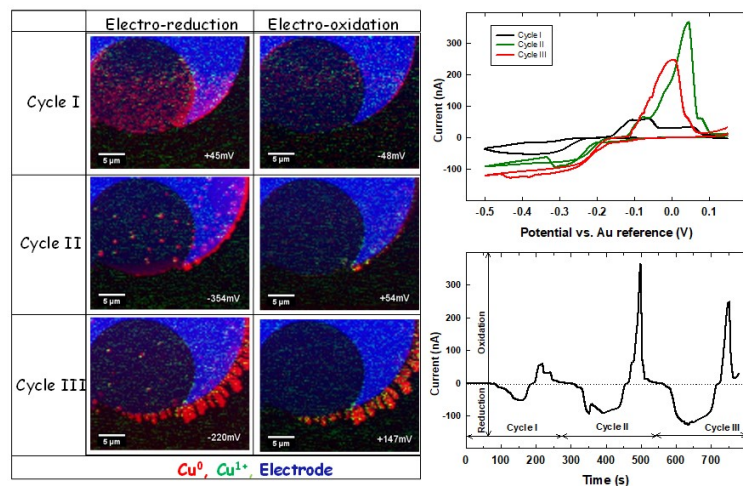 Electro-reduction
Electro-oxidation
Cycle I
5 µm
+45mV
5 µm
-48mV
Cycle II
5 µm
-354mV
5 µm
+54mV
Cycle III
5 µm
-220mV
5 µm
+147mV
Cu⁰, Cu¹⁺, Electrode
Cycle I
Cycle II
Cycle III
Current (nA)
300
200
100
0
-100
-0.5 -0.4 -0.3 -0.2 -0.1 0.0 0.1
Potential vs. Au reference (V)
Current (nA)
300
200
100
0
-100
Oxidation
Reduction
Cycle I
Cycle II
Cycle III
0 100 200 300 400 500 600 700
Time (s)